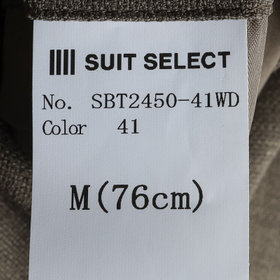 SUIT SELECT
No. SBT2450-41WD
Color 41
M(76cm)